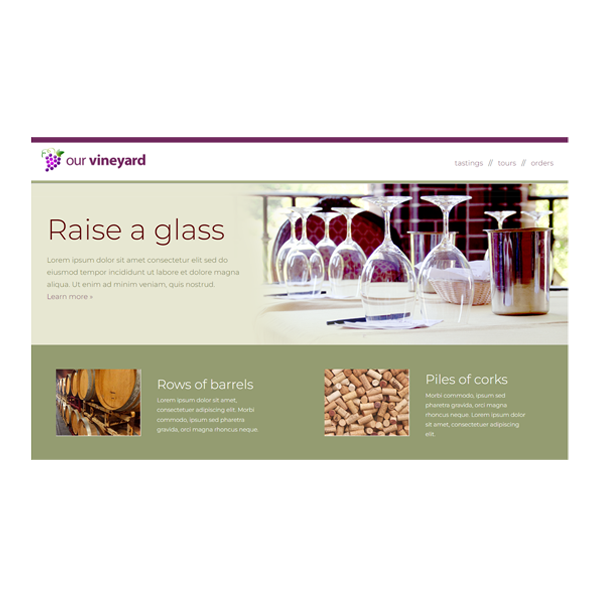 our vineyard
tastings // tours // orders
Raise a glass
Lorem ipsum dolor sit amet consectetur elit sed do
eiusmod tempor incididunt ut labore et dolore magna
aliqua. Ut enim ad minim veniam, quis nostrud.
Learn more »
Rows of barrels
Lorem ipsum dolor sit amet,
consectetuer adipiscing elit. Morbi
commodo, ipsum sed pharetra
gravida, orci magna rhoncus neque.
Piles of corks
Morbi commodo, ipsum sed
pharetra gravida, orci magna
rhoncus neque. Lorem ipsum dolor
sit amet, consectetuer adipiscing
elit.